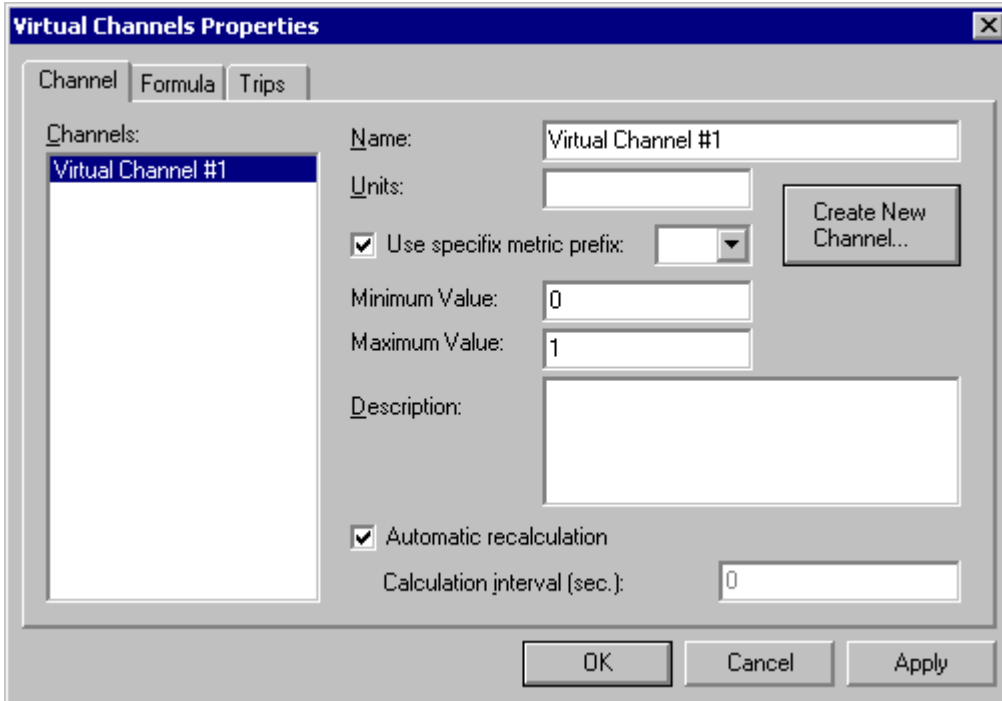 Virtual Channels Properties
Channel Formula Trips
Channels:
Virtual Channel #1
Name: Virtual Channel #1
Units:
Create New
Channel...
Use specifix metric prefix:
Minimum Value: 0
Maximum Value: 1
Description:
Automatic recalculation
Calculation interval (sec.): 0
OK Cancel Apply